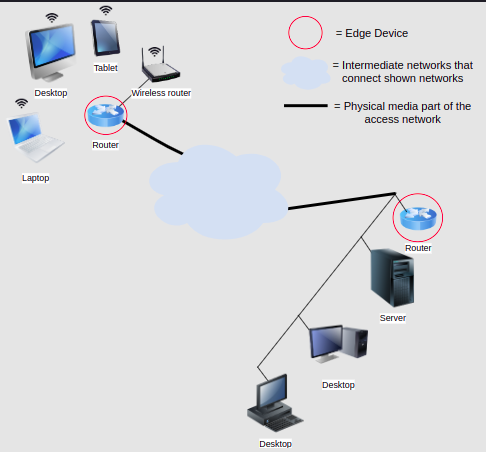 = Edge Device
= Intermediate networks that
connect shown networks
= Physical media part of the
access network
Desktop
Tablet
Wireless router
Router
Laptop
Router
Server
Desktop
Desktop